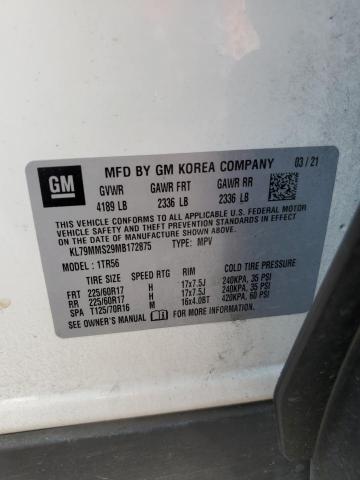 GM
MFD BY GM KOREA COMPANY 03/21
GVWR GAWR FRT GAWR RR
4189 LB 2336 LB 2336 LB
THIS VEHICLE CONFORMS TO ALL APPLICABLE U.S. FEDERAL MOTOR
VEHICLE SAFETY, BUMPER, AND THEFT PREVENTION STANDARDS IN
EFFECT ON THE DATE OF MANUFACTURE SHOWN ABOVE.
KL79MMS29MB172875 TYPE: MPV
MODEL: 1TR56
TIRE SIZE SPEED RTG RIM COLD TIRE PRESSURE
FRT 225/60R17 H 17x7.5J 240KPA, 35 PSI
RR 225/60R17 H 17x7.5J 240KPA, 35 PSI
SPA T125/70R16 M 16x4.0BT 420KPA, 60 PSI
SEE OWNER'S MANUAL FOR MORE INFORMATION